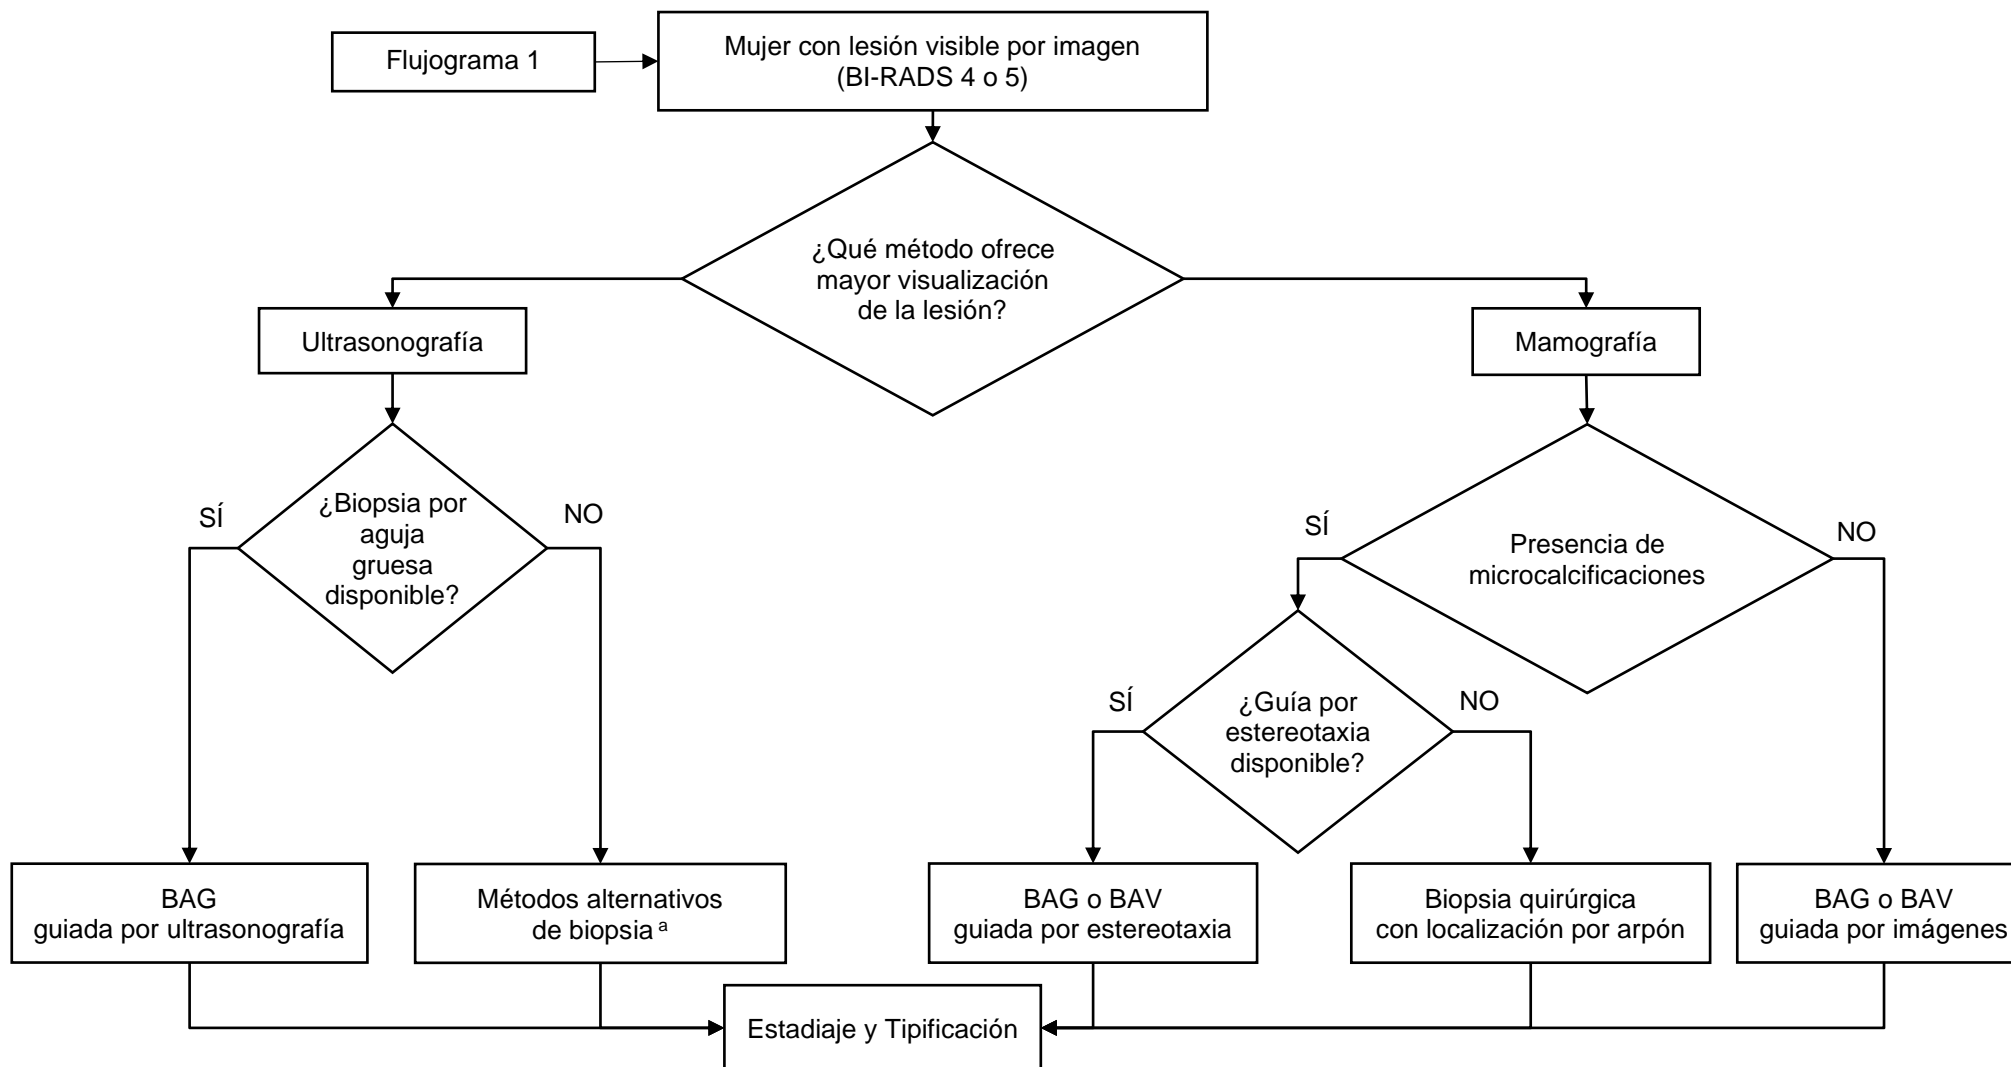 Flujograma 1
Mujer con lesión visible por imagen
(BI-RADS 4 o 5)
¿Qué método ofrece
mayor visualización
de la lesión?
Ultrasonografía
Mamografía
SÍ
¿Biopsia por
aguja
gruesa
disponible?
NO
SÍ
Presencia de
microcalcificaciones
NO
SÍ
¿Guía por
estereotaxia
disponible?
NO
BAG
guiada por ultrasonografía
Métodos alternativos
de biopsia ª
BAG o BAV
guiada por estereotaxia
Biopsia quirúrgica
con localización por arpón
BAG o BAV
guiada por imágenes
Estadiaje y Tipificación